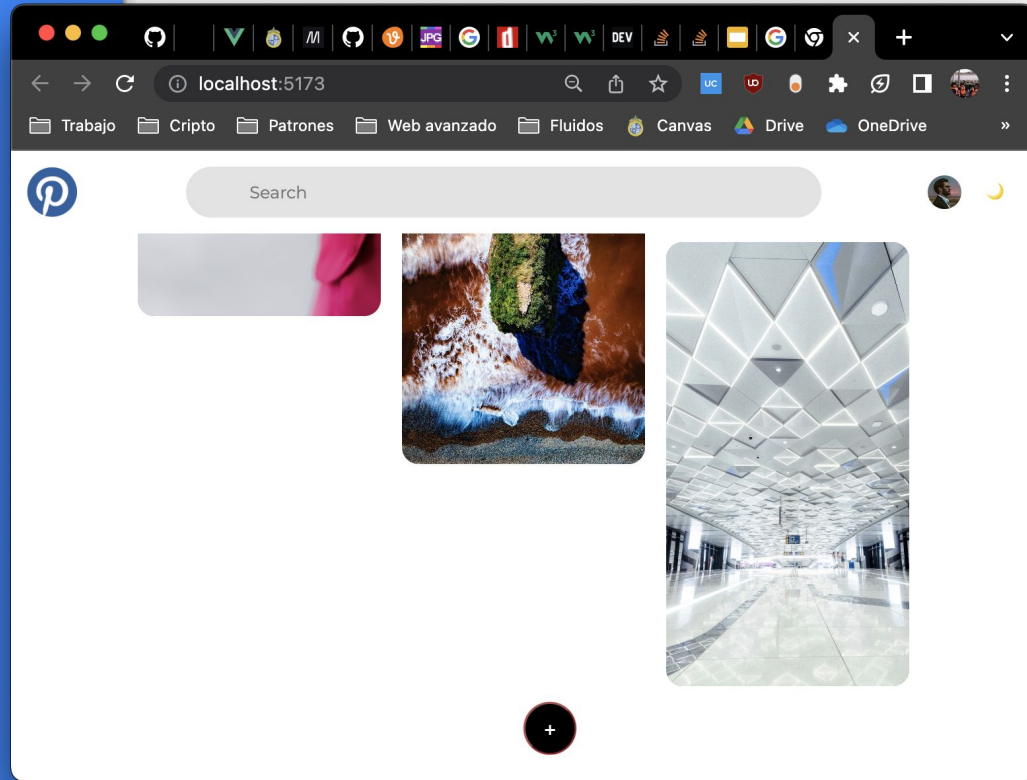 JPG DEV +
localhost:5173 UC
Trabajo Cripto Patrones Web avanzado Fluidos Canvas Drive OneDrive »
Search
+